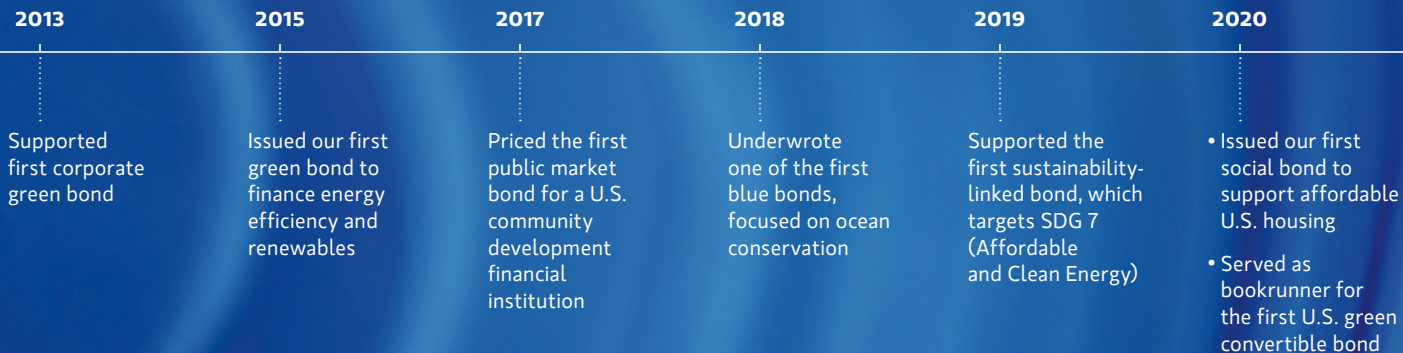 2013
Supported
first corporate
green bond
2015
Issued our first
green bond to
finance energy
efficiency and
renewables
2017
Priced the first
public market
bond for a U.S.
community
development
financial
institution
2018
Underwrote
one of the first
blue bonds,
focused on ocean
conservation
2019
Supported the
first sustainability-
linked bond, which
targets SDG 7
(Affordable
and Clean Energy)
2020
• Issued our first
social bond to
support affordable
U.S. housing
• Served as
bookrunner for
the first U.S. green
convertible bond